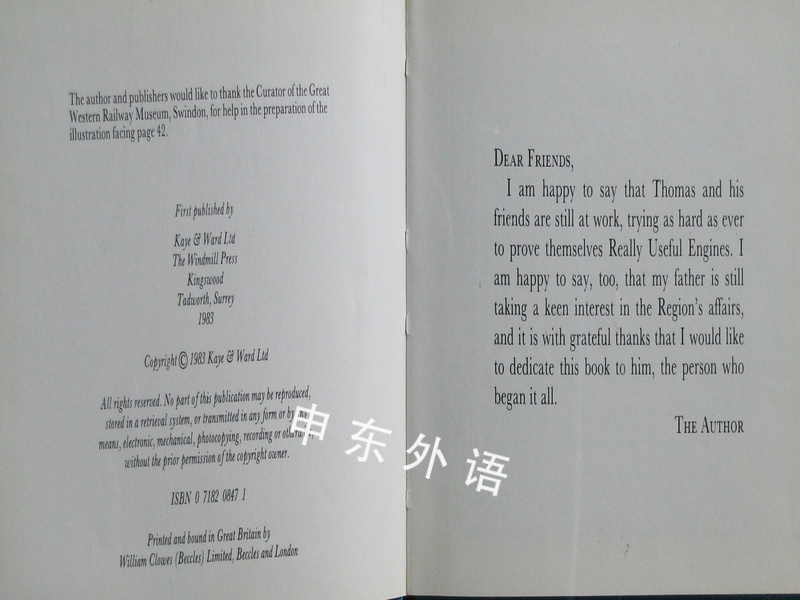 The author and publishers would like to thank the Curator of the Great
Western Railway Museum, Swindon, for help in the preparation of the
illustration facing page 42.
First published by
Kaye & Ward Ltd
The Windmill Press
Kingswood
Tadworth, Surrey
1983
Copyright © 1983 Kaye & Ward Ltd
All rights reserved. No part of this publication may be reproduced,
stored in a retrieval system, or transmitted in any form or by any
means, electronic, mechanical, photocopying, recording or otherwise,
without the prior permission of the copyright owner.
ISBN 0 7182 0847 1
Printed and bound in Great Britain by
William Clowes (Beccles) Limited, Beccles and London
DEAR FRIENDS,
I am happy to say that Thomas and his
friends are still at work, trying as hard as ever
to prove themselves Really Useful Engines. I
am happy to say, too, that my father is still
taking a keen interest in the Region's affairs,
and it is with grateful thanks that I would like
to dedicate this book to him, the person who
began it all.
THE AUTHOR
申东外语